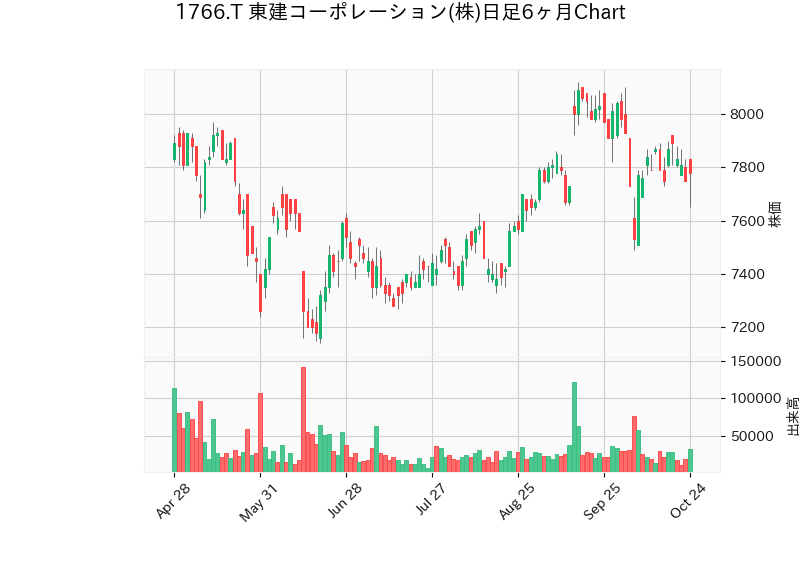 1766.T 東建コーポレーション(株)日足6ヶ月Chart
8000
7800
7600
7400
7200
株価
150000
100000
50000
出来高
Apr 28
May 31
Jun 28
Jul 27
Aug 25
Sep 25
Oct 24